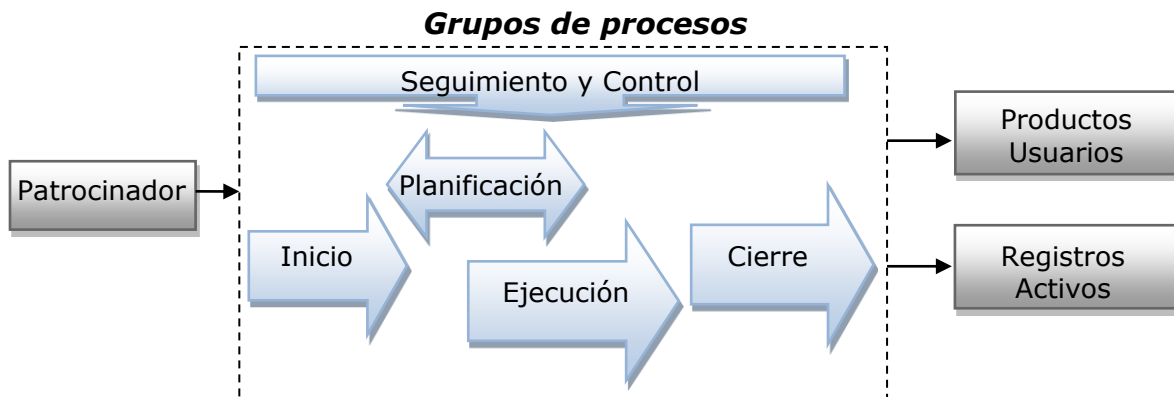 Grupos de procesos
Seguimiento y Control
Patrocinador
Planificación
Inicio
Ejecución
Cierre
Productos
Usuarios
Registros
Activos